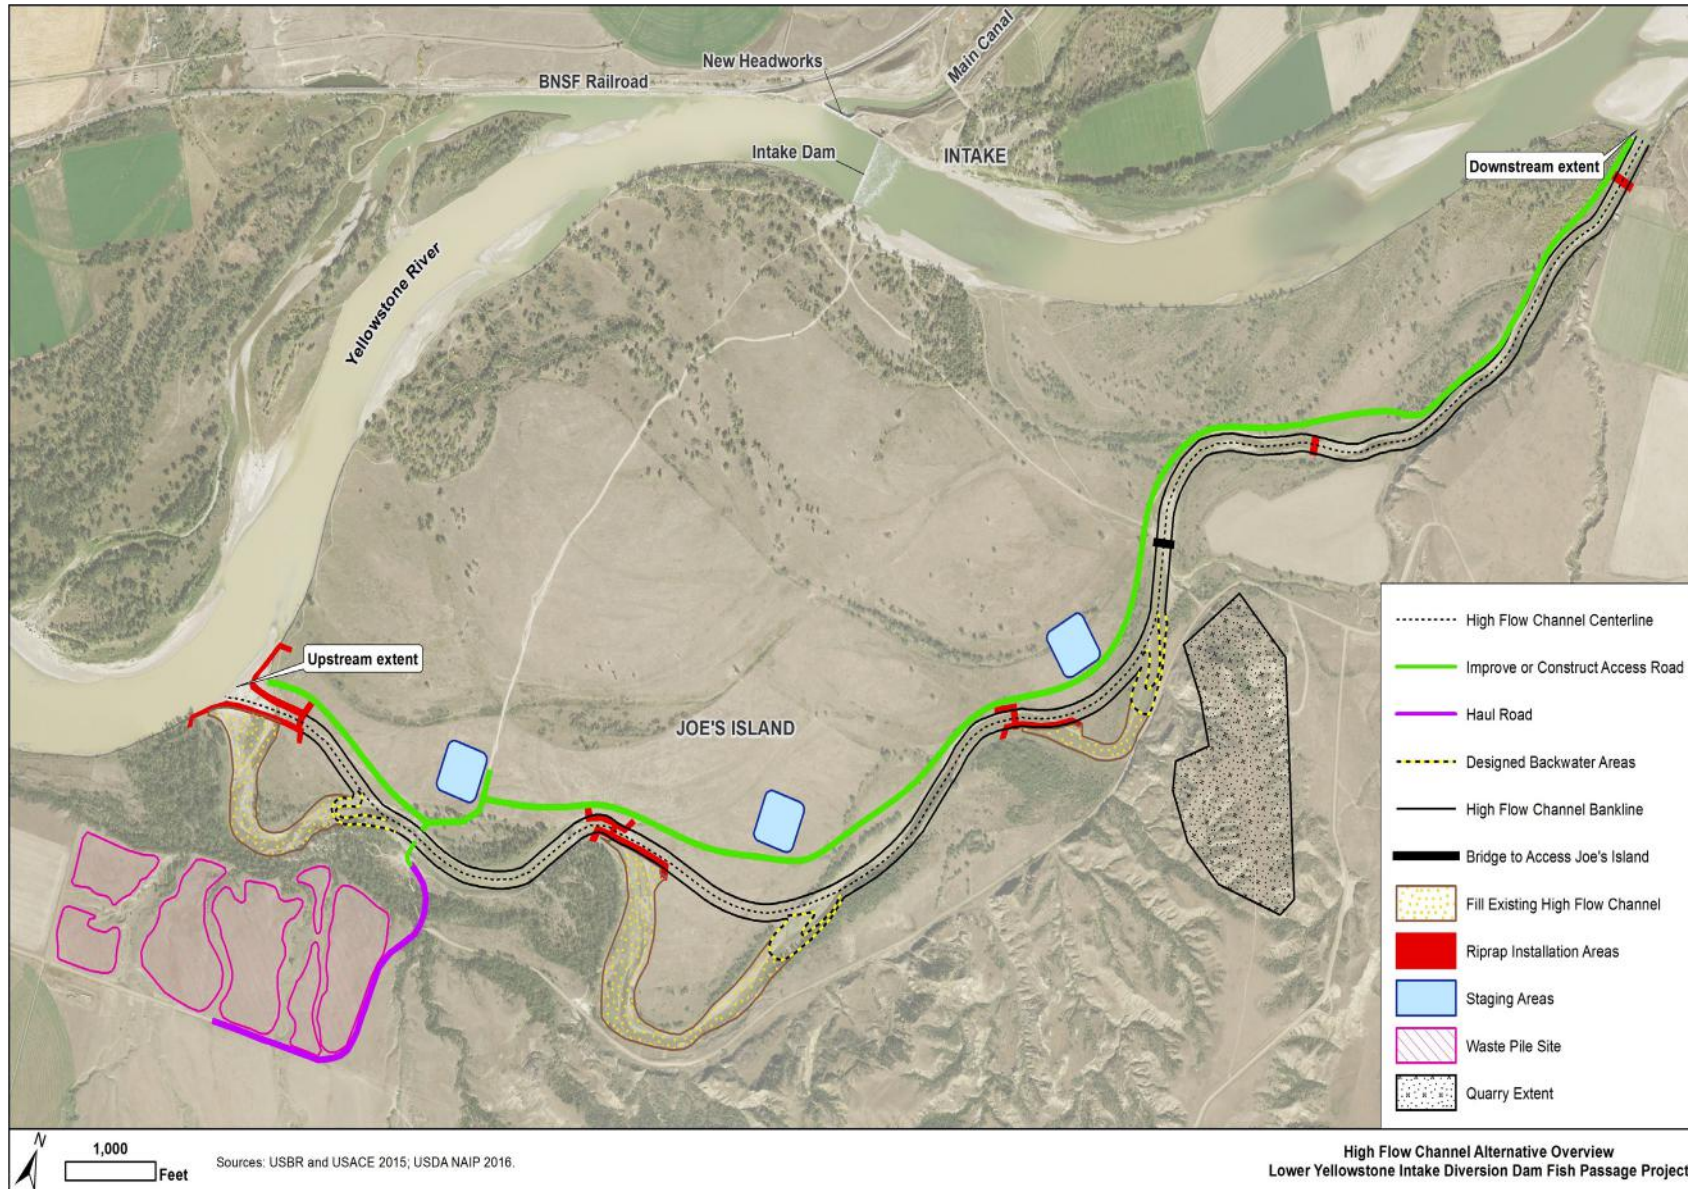 New Headworks
Main Canal
BNSF Railroad
Intake Dam
INTAKE
Downstream extent
Yellowstone River
Upstream extent
JOE'S ISLAND
High Flow Channel Centerline
Improve or Construct Access Road
Haul Road
Designed Backwater Areas
High Flow Channel Bankline
Bridge to Access Joe's Island
Fill Existing High Flow Channel
Riprap Installation Areas
Staging Areas
Waste Pile Site
Quarry Extent
N
1,000
Feet
Sources: USBR and USACE 2015; USDA NAIP 2016.
High Flow Channel Alternative Overview
Lower Yellowstone Intake Diversion Dam Fish Passage Project